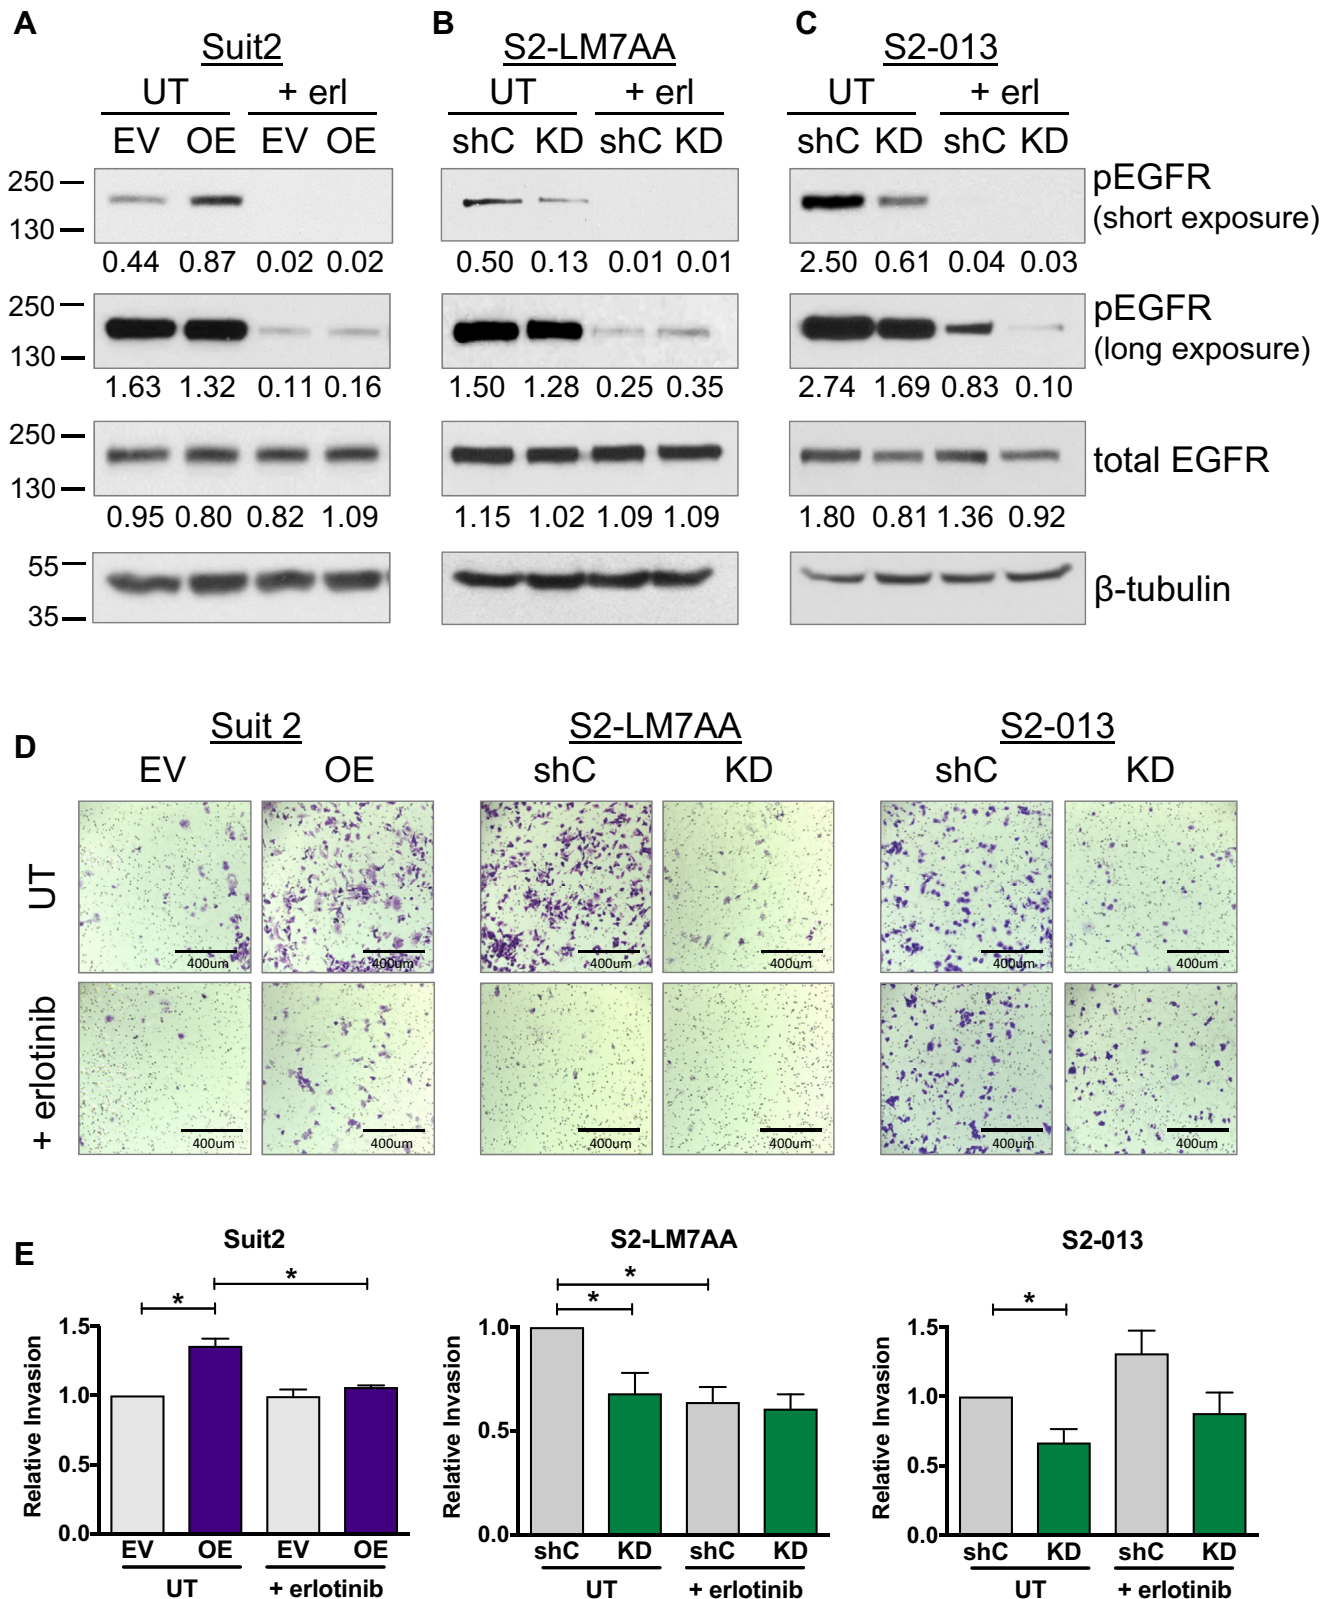 A B C
Suit2 S2-LM7AA S2-013
UT + erl UT + erl UT + erl
EV OE EV OE shC KD shC KD shC KD shC KD
250
130
pEGFR
(short exposure)
0.44 0.87 0.02 0.02 0.50 0.13 0.01 0.01 2.50 0.61 0.04 0.03
250
130
pEGFR
(long exposure)
1.63 1.32 0.11 0.16 1.50 1.28 0.25 0.35 2.74 1.69 0.83 0.10
250
130
total EGFR
0.95 0.80 0.82 1.09 1.15 1.02 1.09 1.09 1.80 0.81 1.36 0.92
55
35
β-tubulin
D
Suit 2 S2-LM7AA S2-013
EV OE shC KD shC KD
UT
400um 400um 400um 400um 400um 400um
+ erlotinib
400um 400um 400um 400um 400um 400um
E
Suit2
* *
Relative Invasion
1.5
1.0
0.5
0.0
EV OE EV OE
UT + erlotinib
S2-LM7AA
* *
Relative Invasion
1.0
0.5
0.0
shC KD shC KD
UT + erlotinib
S2-013
*
Relative Invasion
1.5
1.0
0.5
0.0
shC KD shC KD
UT + erlotinib